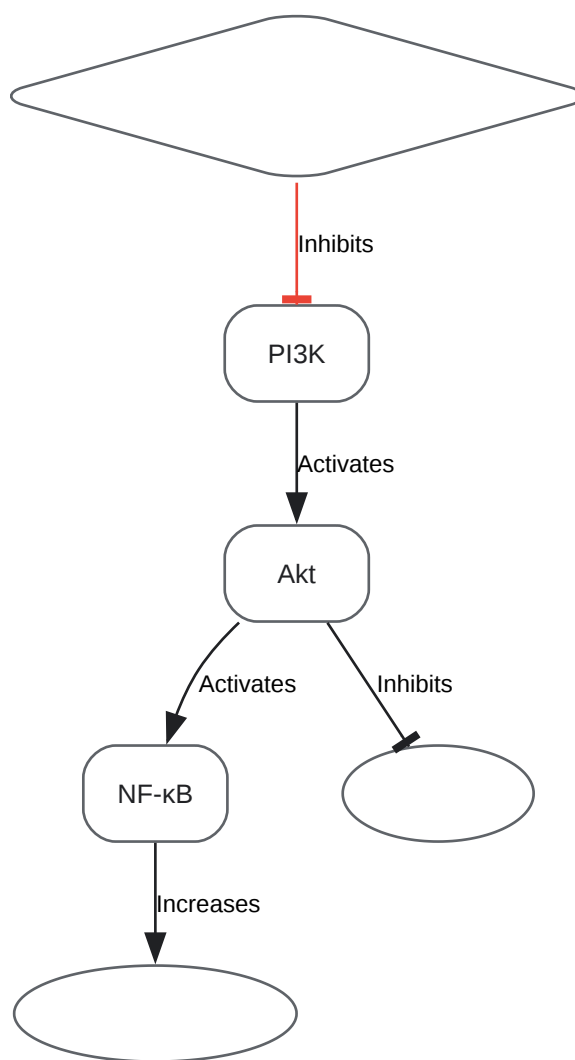 Inhibits
PI3K
Activates
Akt
Activates
Inhibits
NF-κB
Increases